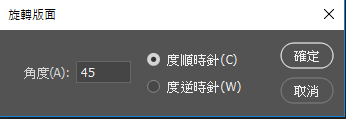 旋轉版面
角度(A): 45
度順時針(C)
度逆時針(W)
確定
取消